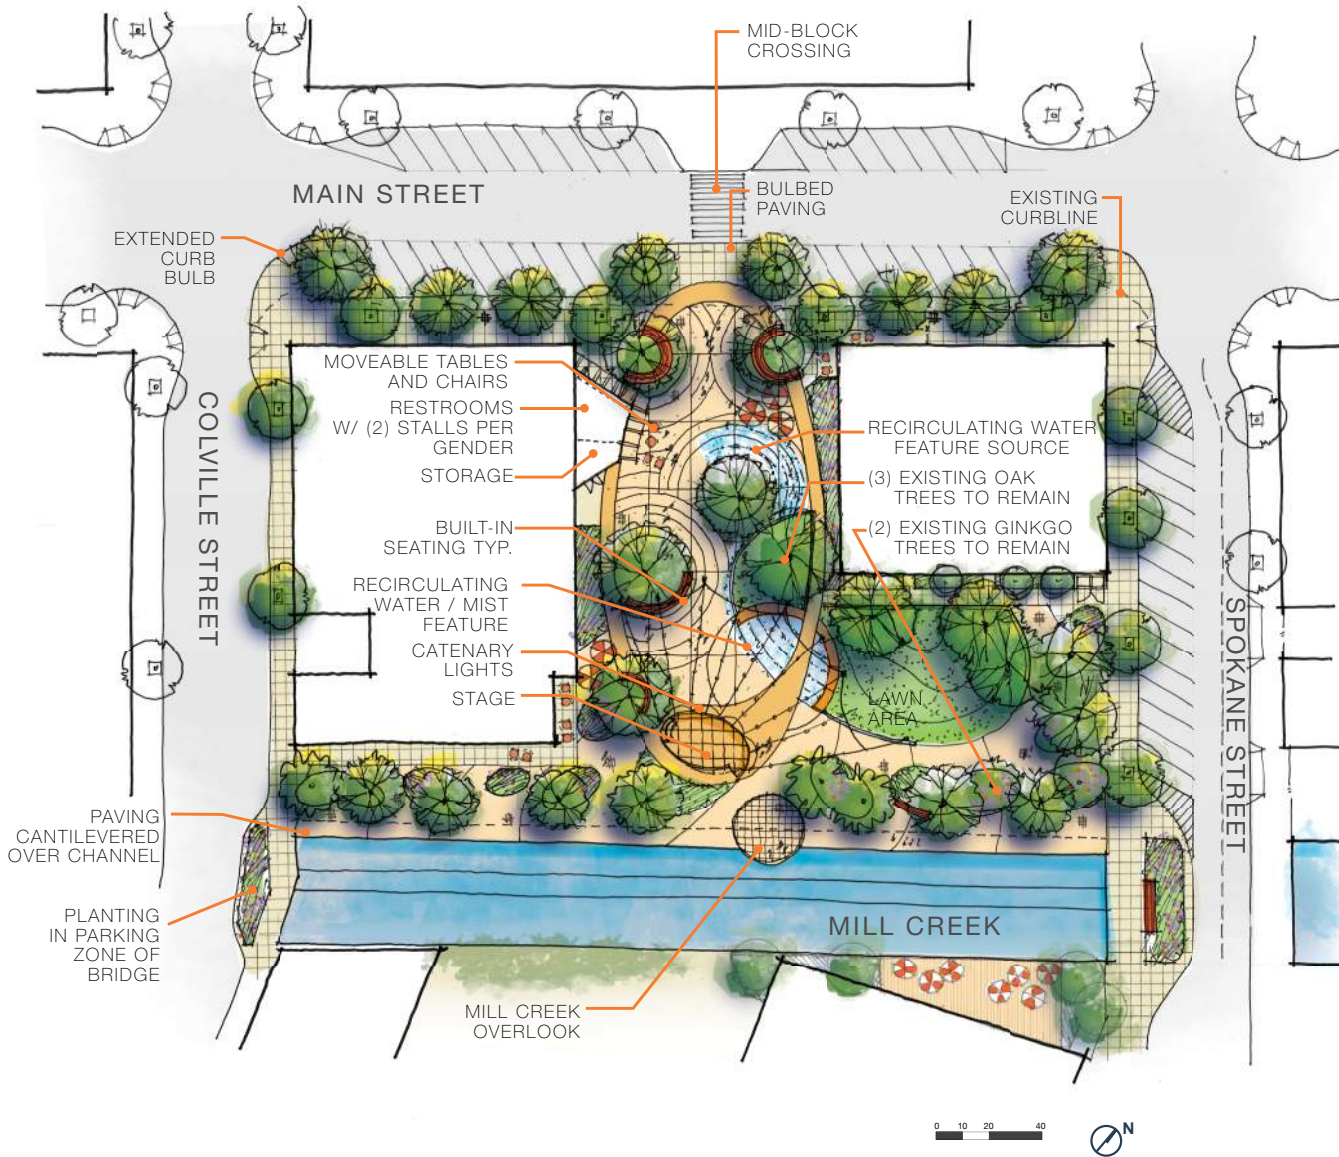 MID-BLOCK
CROSSING
MAIN STREET
BULBED
PAVING
EXISTING
CURBLINE
EXTENDED
CURB
BULB
MOVEABLE TABLES
AND CHAIRS
RESTROOMS
W/ (2) STALLS PER
GENDER
STORAGE
BUILT-IN
SEATING TYP.
RECIRCULATING
WATER / MIST
FEATURE
CATENARY
LIGHTS
STAGE
RECIRCULATING WATER
FEATURE SOURCE
(3) EXISTING OAK
TREES TO REMAIN
(2) EXISTING GINKGO
TREES TO REMAIN
COLVILLE STREET
SPOKANE STREET
LAWN
AREA
PAVING
CANTILEVERED
OVER CHANNEL
PLANTING
IN PARKING
ZONE OF
BRIDGE
MILL CREEK
MILL CREEK
OVERLOOK
0 10 20 40
N